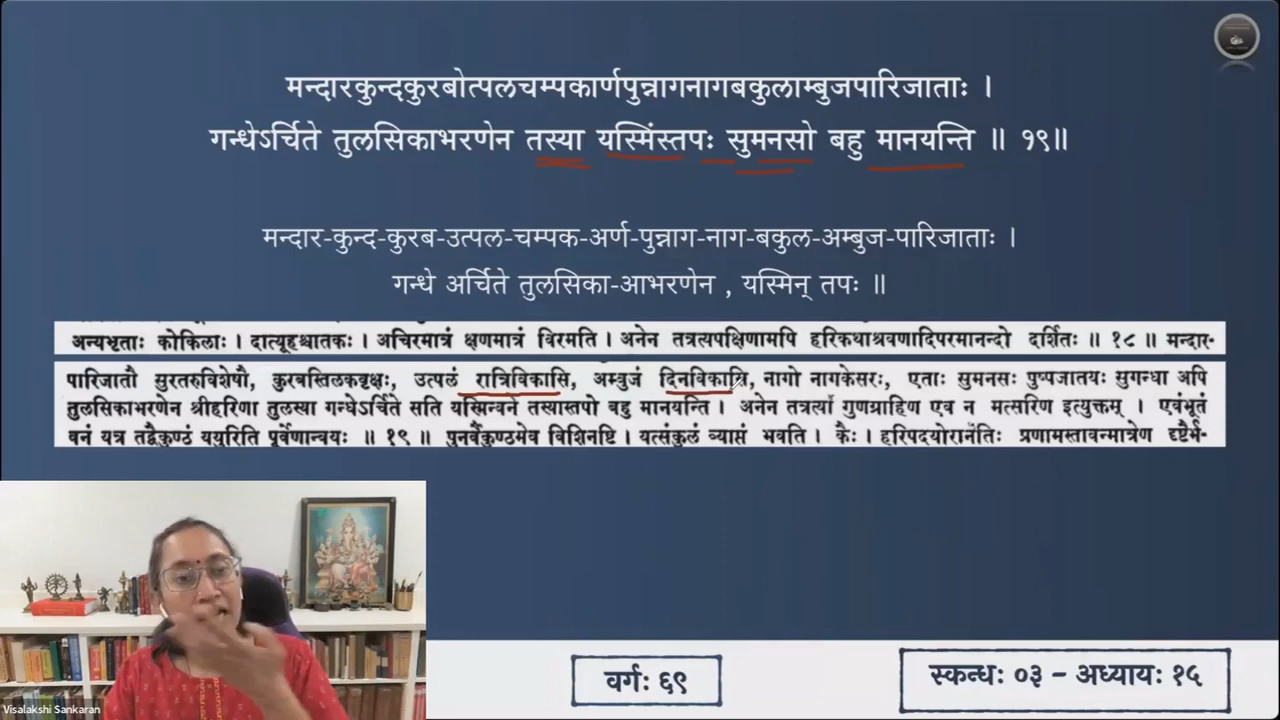 मन्दारकुन्दकुरबोत्पलचम्पकार्णपुन्नागनागबकुलाम्बुजपारिजाताः ।
गन्धेऽर्चिते तुलसिकाभरणेन तस्या यस्मिंस्तपः सुमनसो बहु मानयन्ति ॥ १९॥
मन्दार-कुन्द-कुरब-उत्पल-चम्पक-अर्ण-पुन्नाग-नाग-बकुल-अम्बुज-पारिजाताः ।
गन्धे अर्चिते तुलसिका-आभरणेन , यस्मिन् तपः ॥
अन्यभृताः कोकिलाः । दात्यूहश्चातकः । अचिरमात्रं क्षणमात्रं विरमति । अनेन तत्रत्यपक्षिणामपि हरिकथाश्रवणादिपरमानन्दो दर्शितः ॥ १८ ॥ मन्दार-
पारिजातौ सुरतरुविशेषौ, कुरबस्तिलकवृक्षः, उत्पलं रात्रिविकासि, अम्बुजं दिनविकासि, नागो नागकेसरः, एताः सुमनसः पुष्पजातयः सुगन्धा अपि
तुलसिकाभरणेन श्रीहरिणा तुलस्या गन्धेऽर्चिते सति यस्मिन्वने तस्यास्तपो बहु मानयन्ति । अनेन तत्रत्यां गुणग्राहिण एव न मत्सरिण इत्युक्तम् । एवंभूतं
वनं यत्र तद्वैकुण्ठं ययुरिति पूर्वेणान्वयः ॥ १९ ॥ पुनर्वैकुण्ठमेव विशिनष्टि । यत्संकुलं व्याप्तं भवति । कैः । हरिपदयोरानतिः प्रणामस्तावन्मात्रेण दृष्टैर्भ-
वर्गः ६९
स्कन्धः ०३ – अध्यायः १५
Visalakshi Sankaran